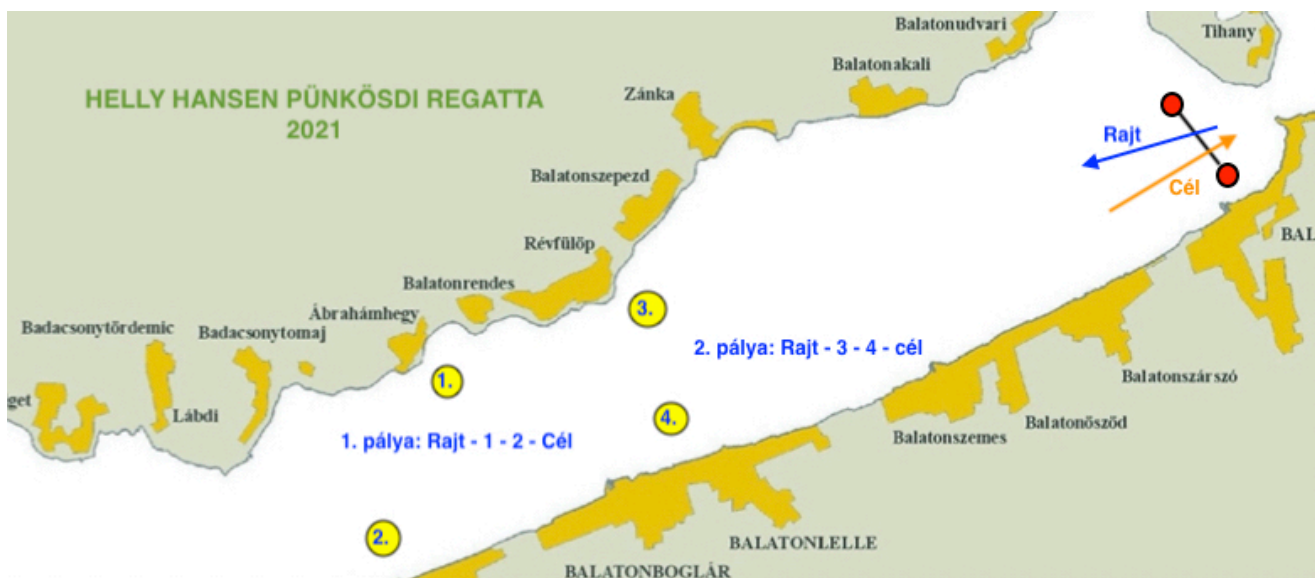 Balatonudvari
Tihany
Balatonakali
HELLY HANSEN PÜNKÖSDI REGATTA
2021
Zánka
Rajt
Cél
Balatonszepezd
Révfülöp
BAL
Balatonrendes
Ábrahámhegy
3.
Badacsonytördemic
Badacsonytomaj
2. pálya: Rajt - 3 - 4 - cél
1.
Balatonszárszó
get
Lábdi
4.
Balatonöszöd
1. pálya: Rajt - 1 - 2 - Cél
Balatonszemes
2.
BALATONLELLE
BALATONBOGLÁR